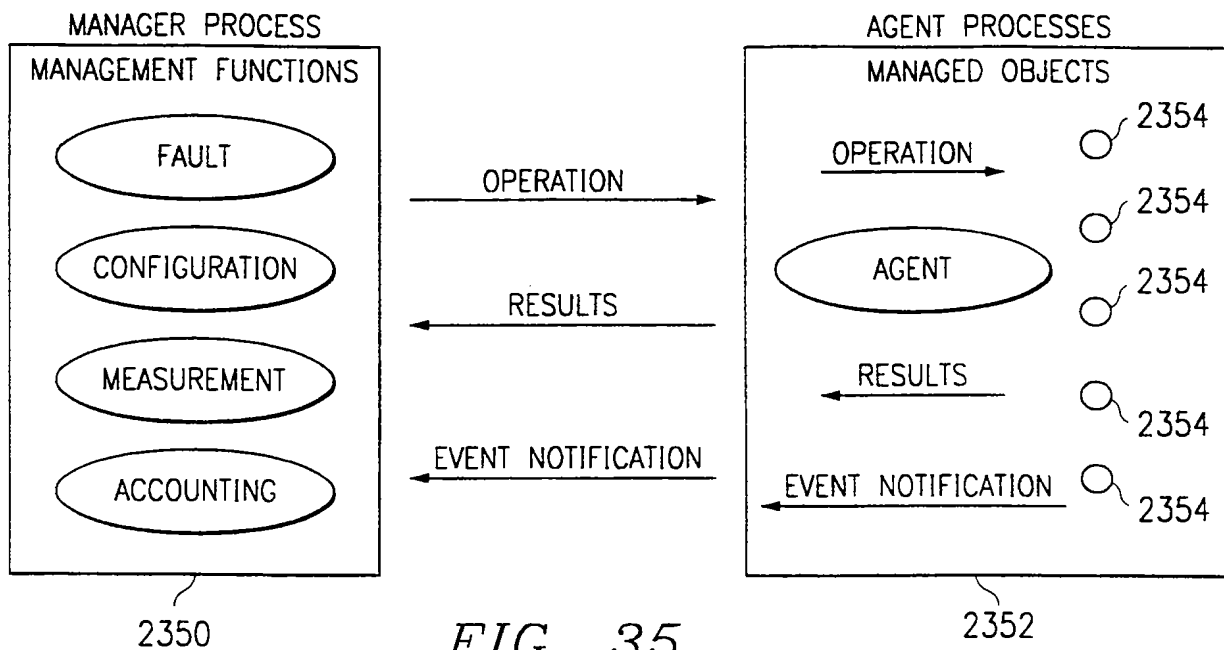 MANAGER PROCESS
MANAGEMENT FUNCTIONS
FAULT
CONFIGURATION
MEASUREMENT
ACCOUNTING
2350
OPERATION
RESULTS
EVENT NOTIFICATION
AGENT PROCESSES
MANAGED OBJECTS
OPERATION
AGENT
RESULTS
EVENT NOTIFICATION
2354
2354
2354
2354
2354
2352
FIG. 35